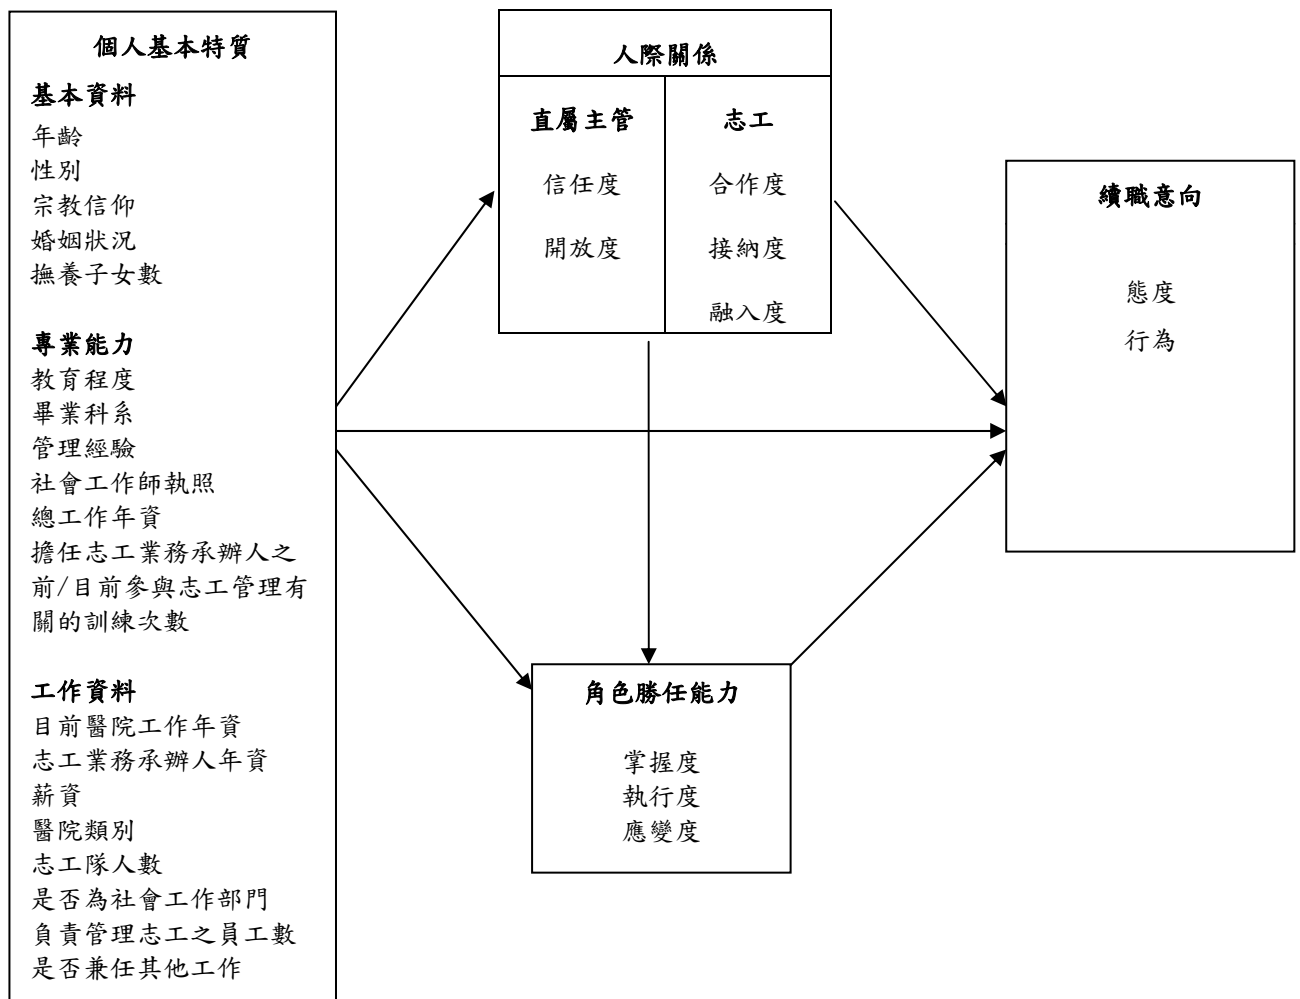 個人基本特質
基本資料
年齡
性別
宗教信仰
婚姻狀況
撫養子女數
專業能力
教育程度
畢業科系
管理經驗
社會工作師執照
總工作年資
擔任志工業務承辦人之
前/目前參與志工管理有
關的訓練次數
工作資料
目前醫院工作年資
志工業務承辦人年資
薪資
醫院類別
志工隊人數
是否為社會工作部門
負責管理志工之員工數
是否兼任其他工作
人際關係
直屬主管
信任度
開放度
志工
合作度
接納度
融入度
角色勝任能力
掌握度
執行度
應變度
續職意向
態度
行為